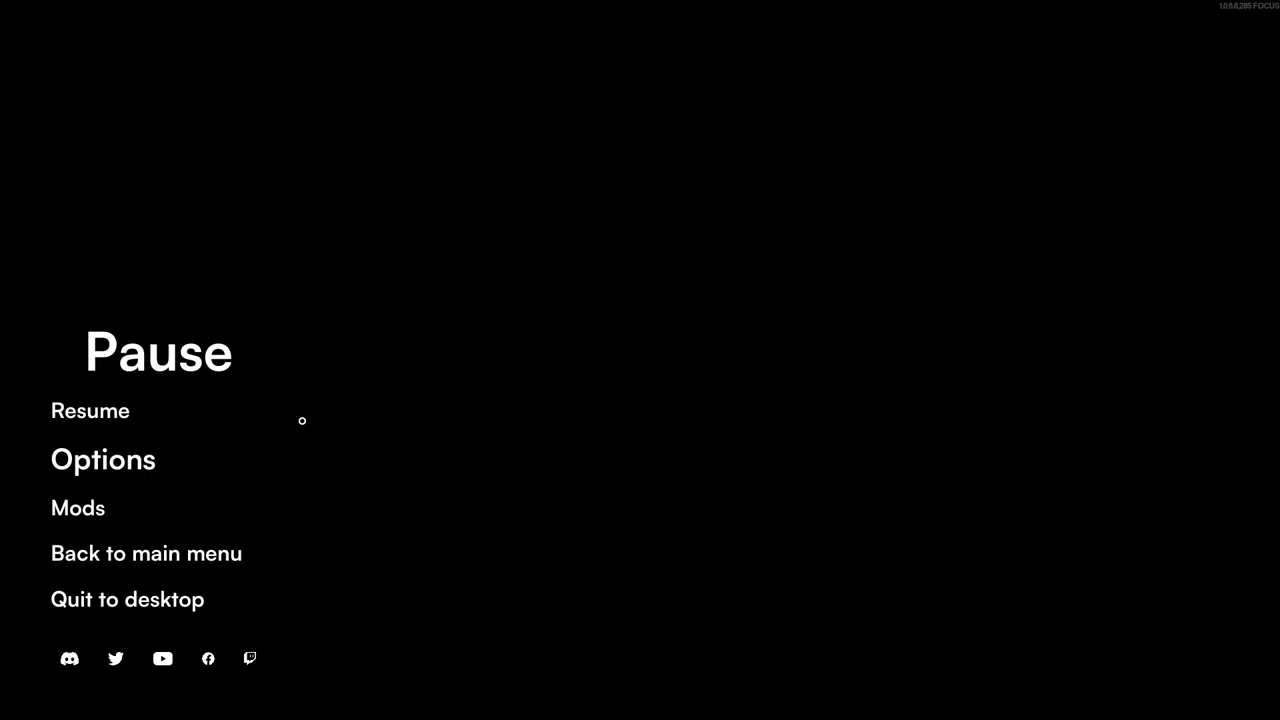 Pause
Resume
Options
Mods
Back to main menu
Quit to desktop